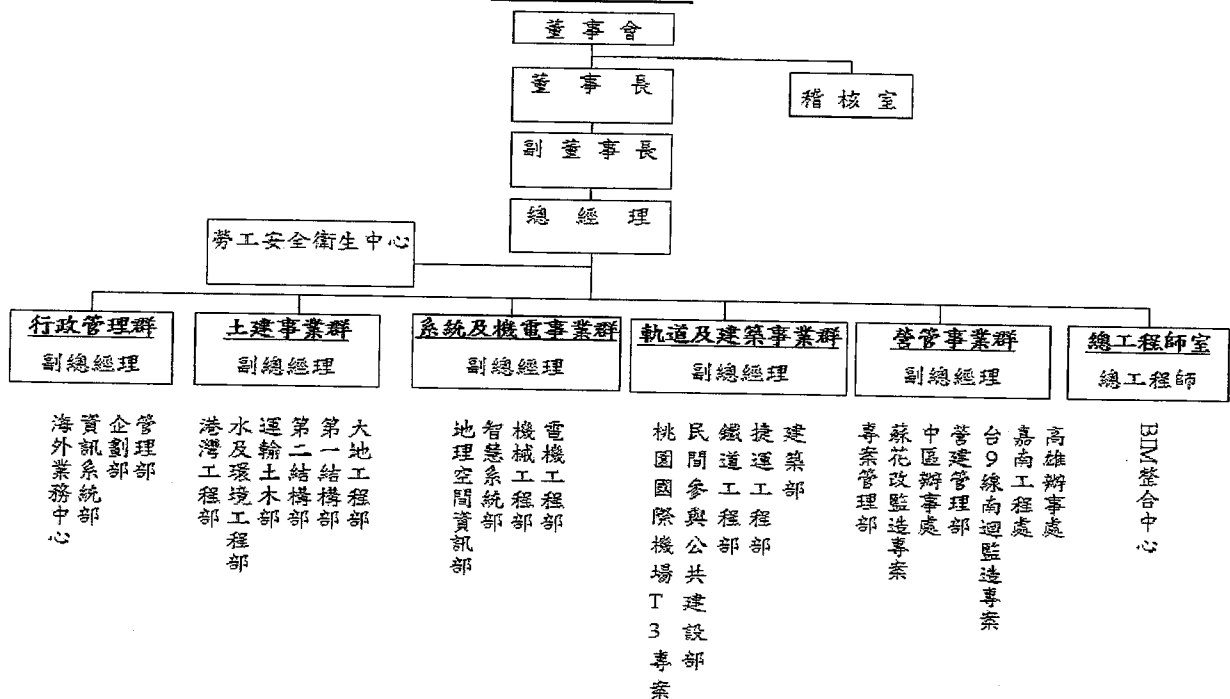 董事會
董事長
稽核室
副董事長
總經理
勞工安全衛生中心
行政管理群
副總經理
土建事業群
副總經理
系統及機電事業群
副總經理
軌道及建築事業群
副總經理
營管事業群
副總經理
總工程師室
總工程師
管理部
企劃部
資訊系統部
海外業務中心
大地工程部
第一結構部
第二結構部
運輸土木部
水及環境工程部
港灣工程部
電機工程部
機械工程部
智慧系統部
地理空間資訊部
建築部
捷運工程部
鐵道工程部
民間參與公共建設部
桃園國際機場T3專案
高雄辦事處
嘉南工程處
台9線南迴監造專案
營建管理部
中區辦事處
蘇花改監造專案
專案管理部
BIM整合中心